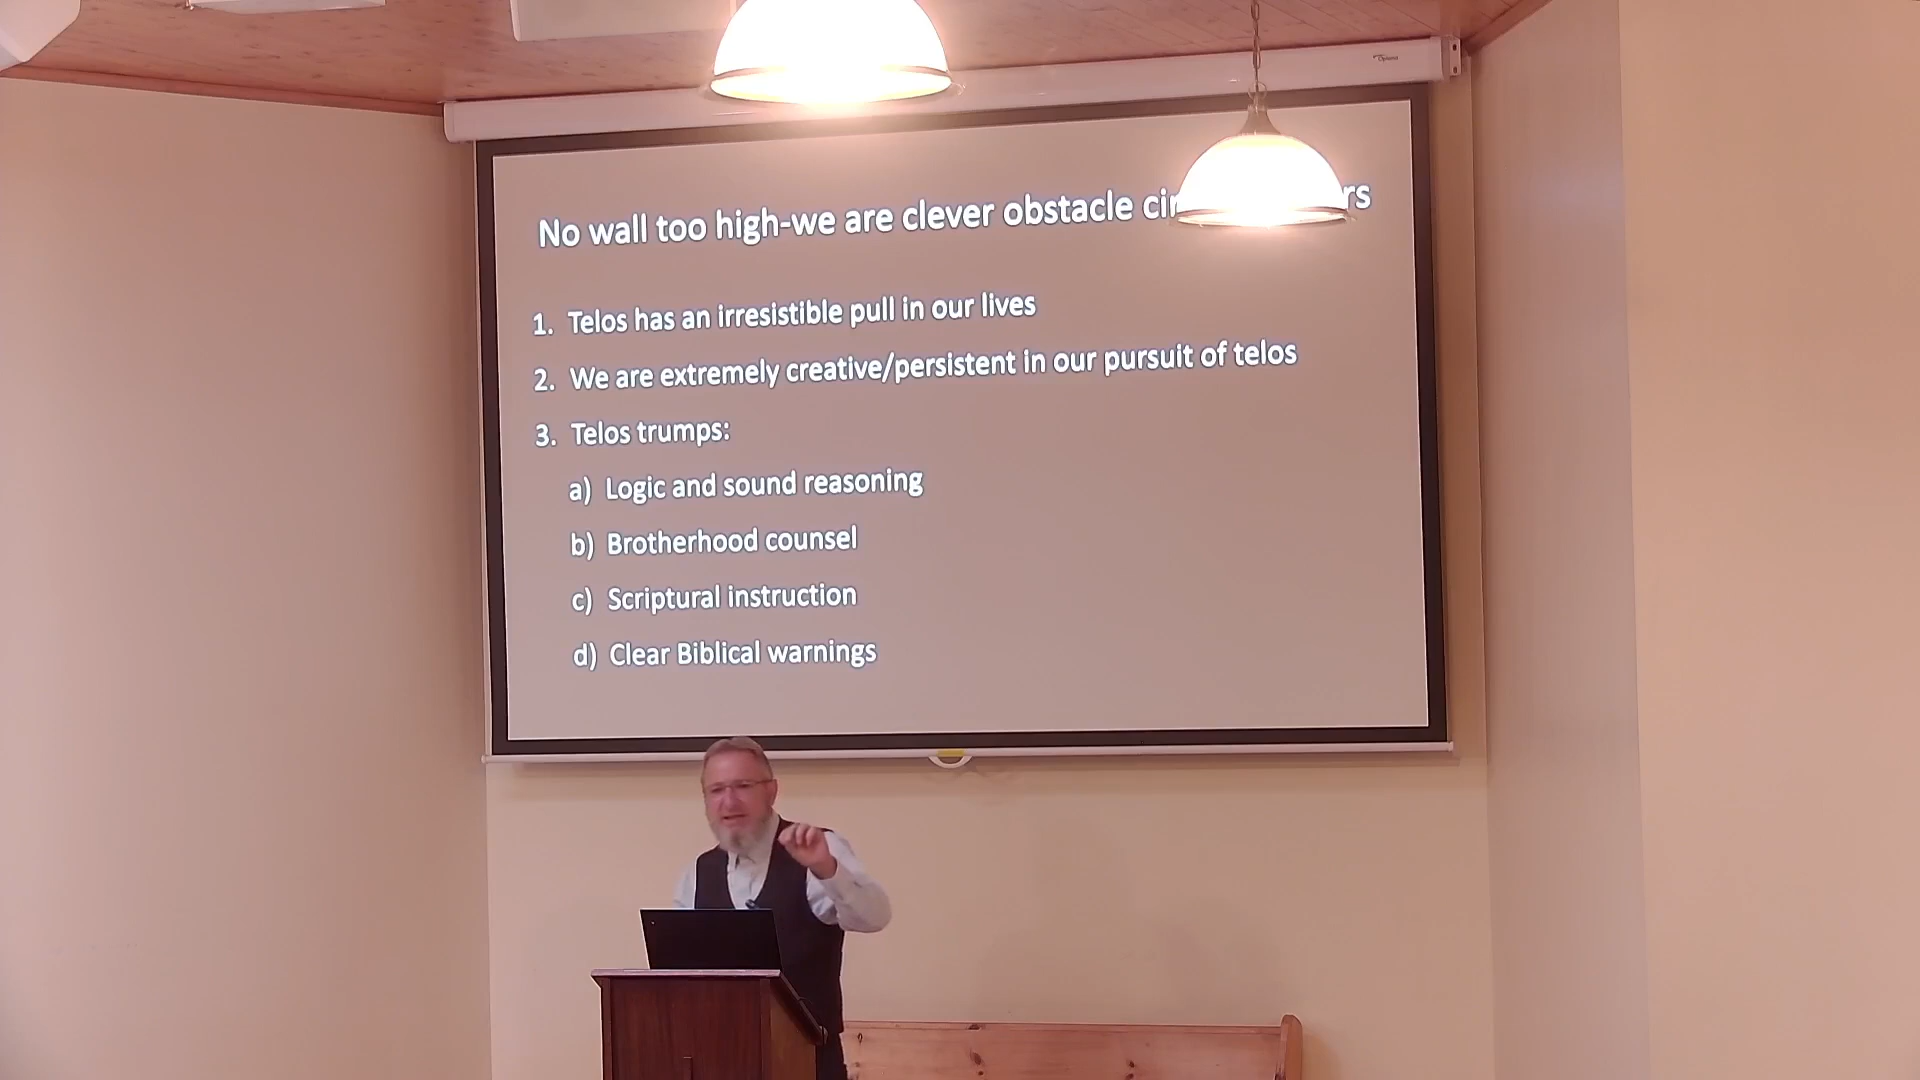 No wall too high-we are clever obstacle
1. Telos has an irresistible pull in our lives
2. We are extremely creative/persistent in our pursuit of telos
3. Telos trumps:
a) Logic and sound reasoning
b) Brotherhood counsel
c) Scriptural instruction
d) Clear Biblical warnings